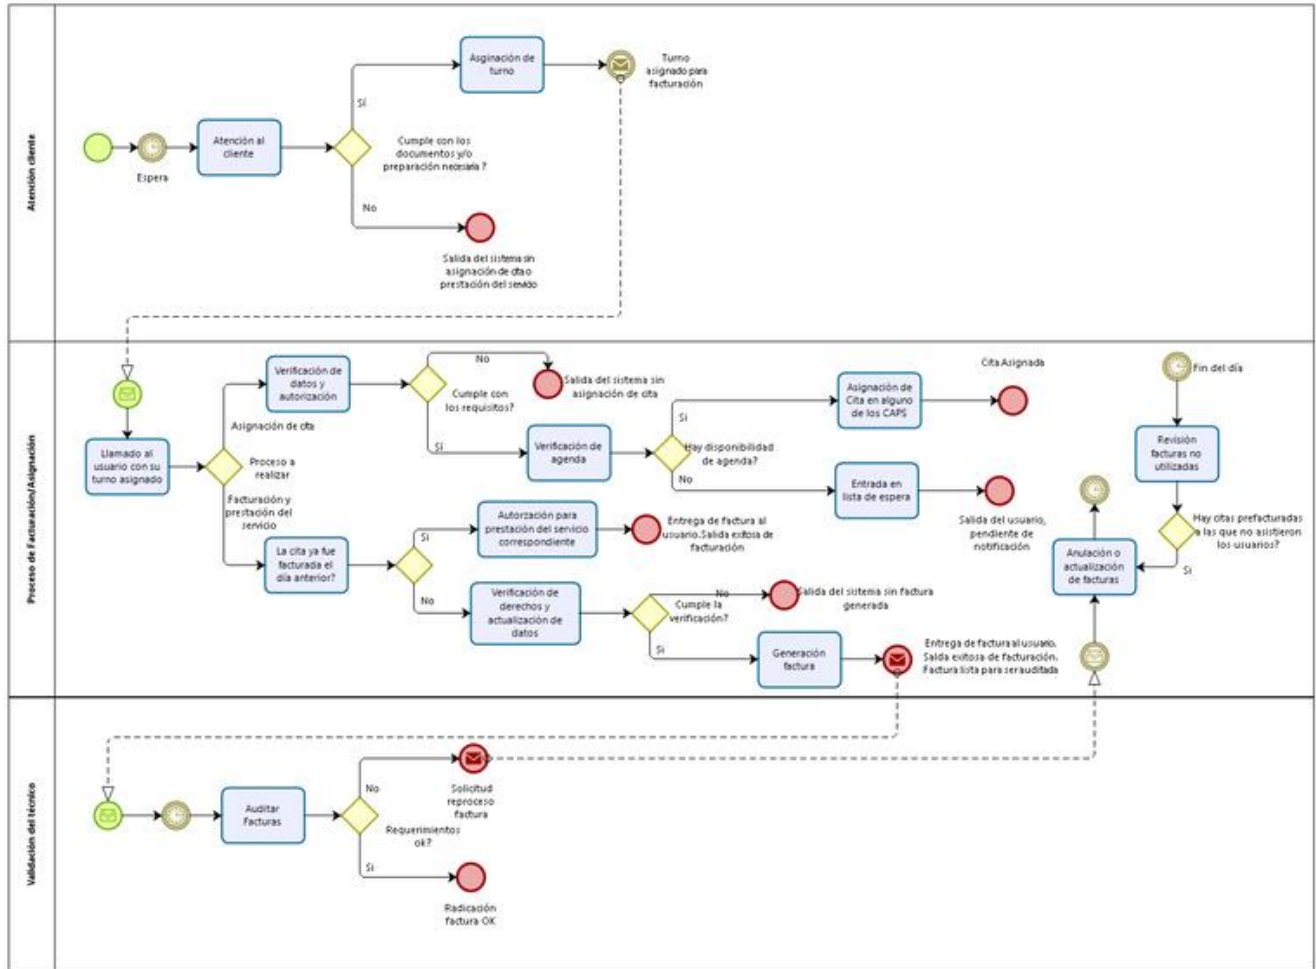 Atención cliente
Asginación de
turno
Turno
asignado para
facturación
Sí
Espera
Atención al
cliente
Cumple con los
documentos y/o
preparación necesaria ?
No
Salida del sistema sin
asignación de cita o
prestación del servicio
Proceso de Facturación/Asignación
Llamado al
usuario con su
turno asignado
Proceso a
realizar
Asignación de cita
Verificación de
datos y
autorización
Cumple con
los requisitos?
No
Salida del sistema sin
asignación de cita
Si
Verificación de
agenda
Hay disponibilidad
de agenda?
Si
Asignación de
Cita en alguno
de los CAPS
Cita Asignada
No
Entrada en
lista de espera
Salida del usuario,
pendiente de
notificación
Facturación y
prestación del
servicio
La cita ya fue
facturada el
día anterior?
Si
Autorzación para
prestación del servicio
correspondiente
Entrega de factura al
usuario.Salida exitosa de
facturación
No
Verificación de
derechos y
actualización de
datos
Cumple la
verificación?
No
Salida del sistema sin factura
generada
Si
Generación
factura
Entrega de factura al usuario.
Salda exitosa de facturación.
Factura lista para ser auditada
Fin del día
Revisión
facturas no
utilizadas
Hay citas prefacturadas
a las que no asistieron
los usuarios?
Si
Anulación o
actualización
de facturas
Validación del técnico
Auditar
Facturas
Requerimientos
ok?
No
Solicitud
reproceso
factura
Si
Radicación
factura OK